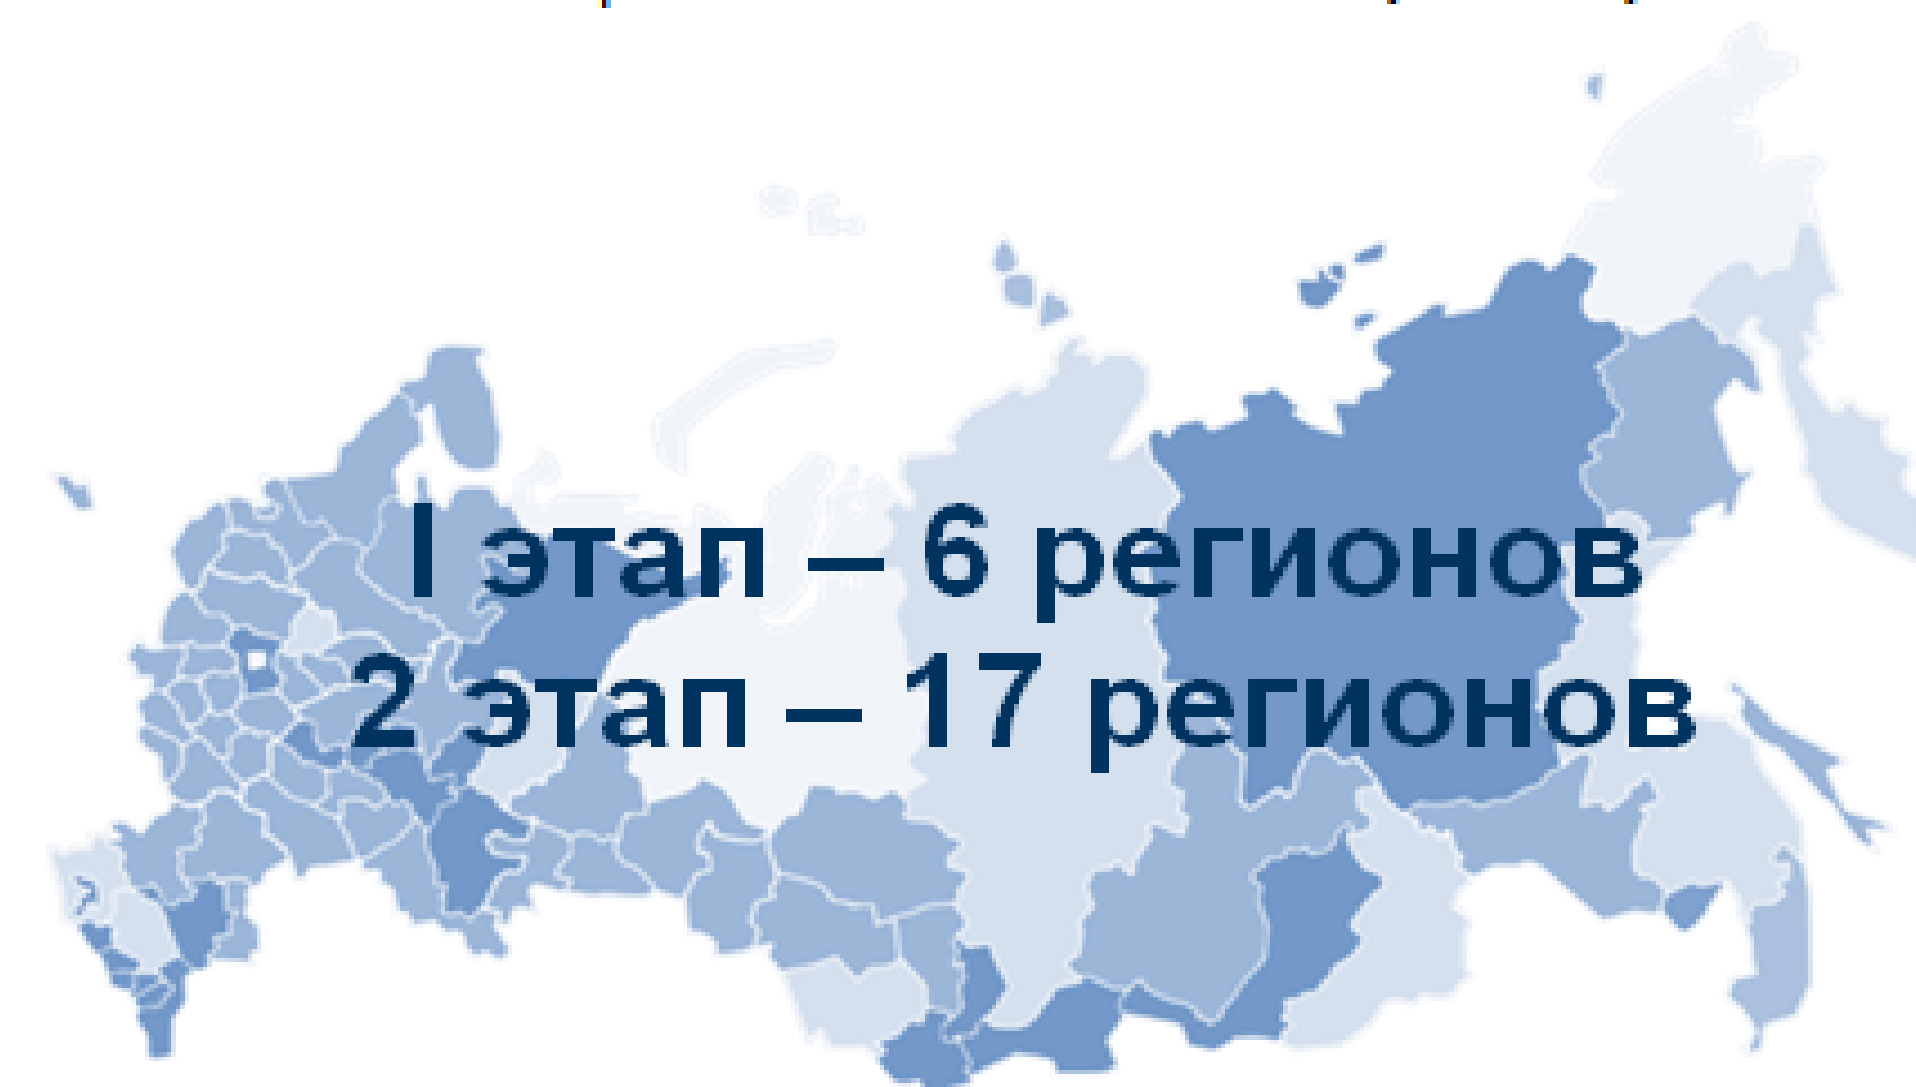 I этап – 6 регионов
2 этап – 17 регионов